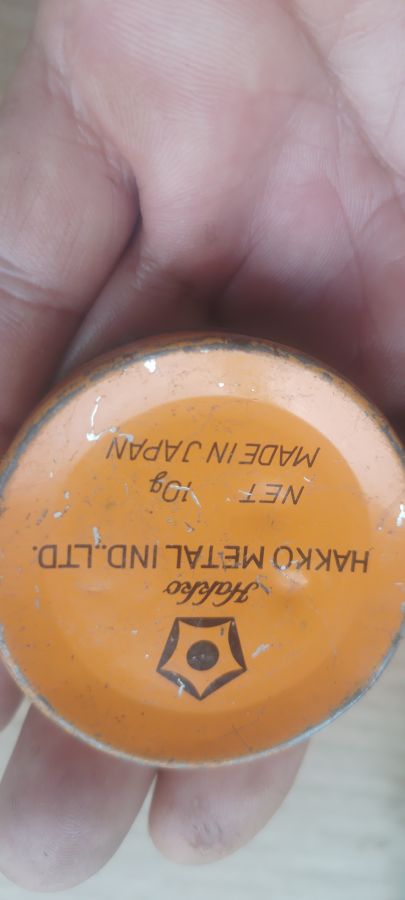 Hakko
HAKKO METAL IND.,LTD.
NET 10g
MADE IN JAPAN